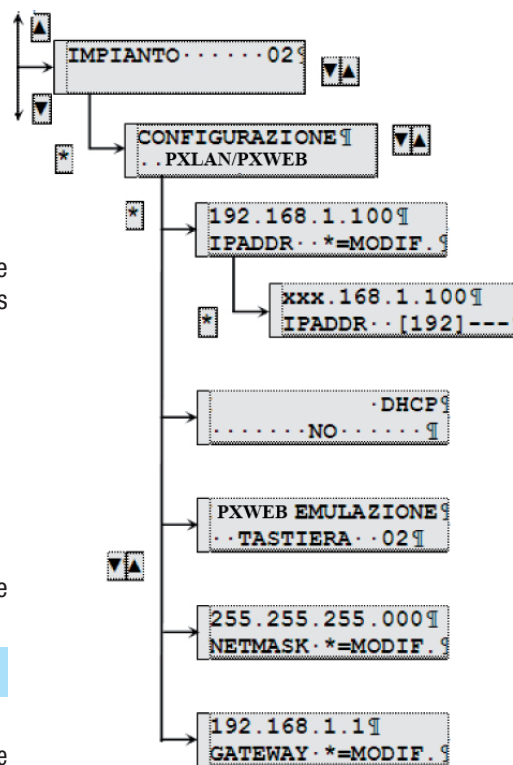 ▲
IMPIANTO······02¶
▼▲
▼
CONFIGURAZIONE¶
..PXLAN/PXWEB
▼▲
*
*
192.168.1.100¶
IPADDR··*=MODIF.¶
e
s
xxx.168.1.100¶
IPADDR··[192]---
*
·DHCP¶
·······NO······¶
PXWEB EMULAZIONE¶
··TASTIERA··02¶
▼▲
e
255.255.255.000¶
NETMASK·*=MODIF.¶
192.168.1.1¶
GATEWAY·*=MODIF.¶
e